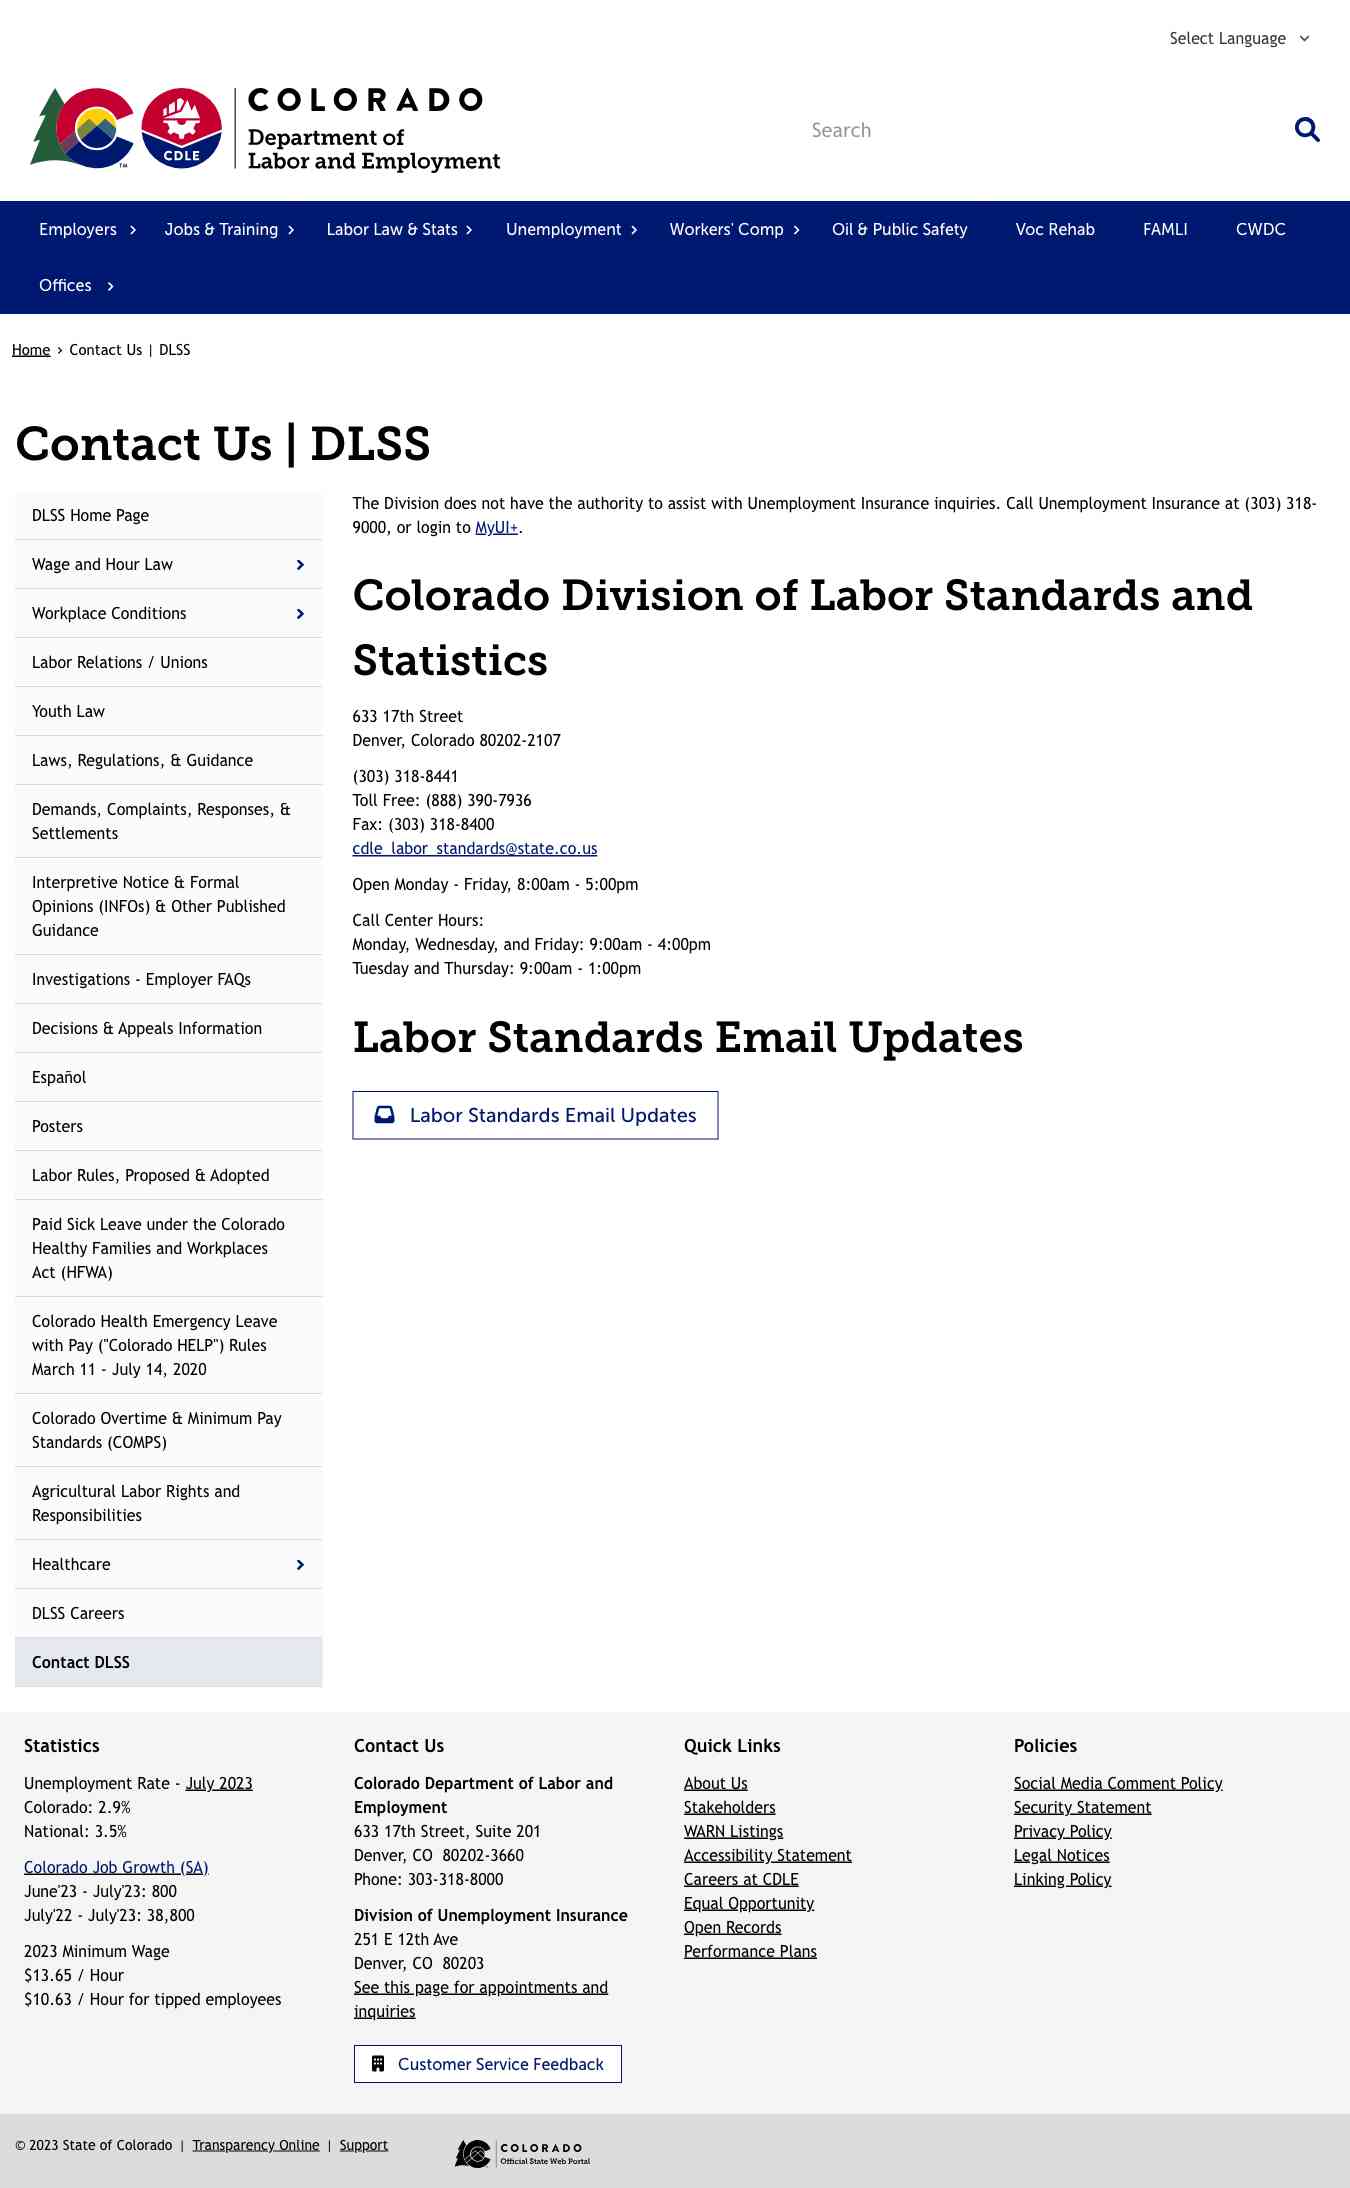 Select Language
COLORADO
Department of
Labor and Employment
CDLE
TM
Search
Employers
Jobs & Training
Labor Law & Stats
Unemployment
Workers' Comp
Oil & Public Safety
Voc Rehab
FAMLI
CWDC
Offices
Home › Contact Us | DLSS
Contact Us | DLSS
DLSS Home Page
Wage and Hour Law
Workplace Conditions
Labor Relations / Unions
Youth Law
Laws, Regulations, & Guidance
Demands, Complaints, Responses, &
Settlements
Interpretive Notice & Formal
Opinions (INFOs) & Other Published
Guidance
Investigations - Employer FAQs
Decisions & Appeals Information
Español
Posters
Labor Rules, Proposed & Adopted
Paid Sick Leave under the Colorado
Healthy Families and Workplaces
Act (HFWA)
Colorado Health Emergency Leave
with Pay ("Colorado HELP") Rules
March 11 - July 14, 2020
Colorado Overtime & Minimum Pay
Standards (COMPS)
Agricultural Labor Rights and
Responsibilities
Healthcare
DLSS Careers
Contact DLSS
The Division does not have the authority to assist with Unemployment Insurance inquiries. Call Unemployment Insurance at (303) 318-
9000, or login to MyUI+.
Colorado Division of Labor Standards and
Statistics
633 17th Street
Denver, Colorado 80202-2107
(303) 318-8441
Toll Free: (888) 390-7936
Fax: (303) 318-8400
cdle_labor_standards@state.co.us
Open Monday - Friday, 8:00am - 5:00pm
Call Center Hours:
Monday, Wednesday, and Friday: 9:00am - 4:00pm
Tuesday and Thursday: 9:00am - 1:00pm
Labor Standards Email Updates
Labor Standards Email Updates
Statistics
Unemployment Rate - July 2023
Colorado: 2.9%
National: 3.5%
Colorado Job Growth (SA)
June'23 - July'23: 800
July'22 - July'23: 38,800
2023 Minimum Wage
$13.65 / Hour
$10.63 / Hour for tipped employees
Contact Us
Colorado Department of Labor and
Employment
633 17th Street, Suite 201
Denver, CO  80202-3660
Phone: 303-318-8000
Division of Unemployment Insurance
251 E 12th Ave
Denver, CO  80203
See this page for appointments and
inquiries
Customer Service Feedback
Quick Links
About Us
Stakeholders
WARN Listings
Accessibility Statement
Careers at CDLE
Equal Opportunity
Open Records
Performance Plans
Policies
Social Media Comment Policy
Security Statement
Privacy Policy
Legal Notices
Linking Policy
© 2023 State of Colorado | Transparency Online | Support
COLORADO
Official State Web Portal